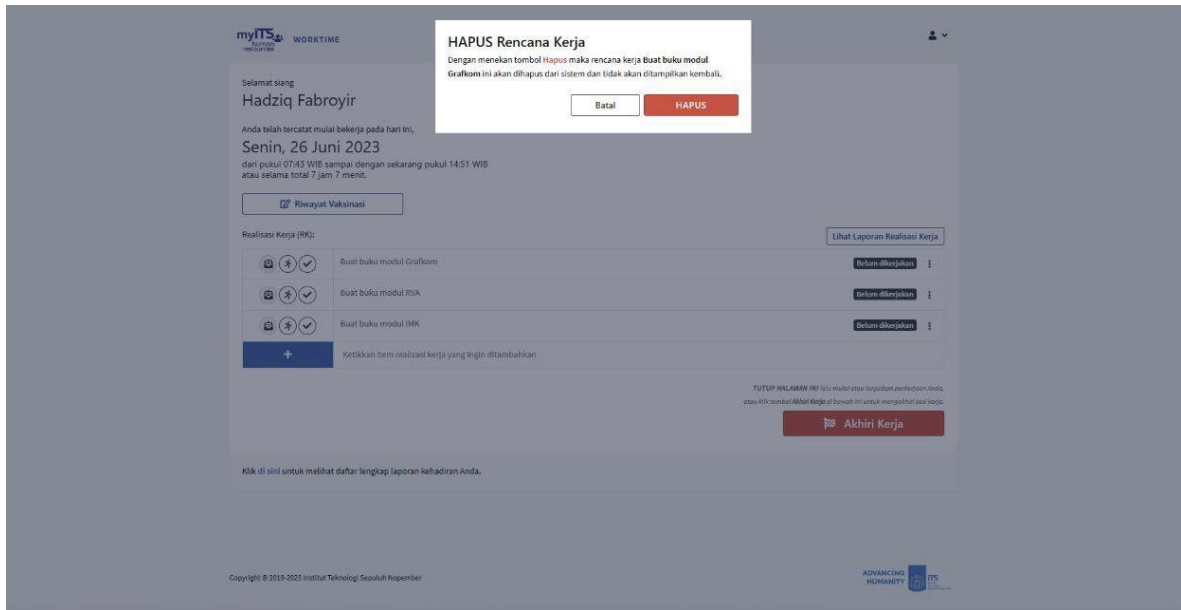 myITS
human
resources
WORKTIME
HAPUS Rencana Kerja
Dengan menekan tombol Hapus maka rencana kerja Buat buku modul
Grafkom ini akan dihapus dari sistem dan tidak akan ditampilkan kembali.
Batal
HAPUS
Selamat siang
Hadziq Fabroyir
Anda telah tercatat mulai bekerja pada hari ini,
Senin, 26 Juni 2023
dari pukul 07:43 WIB sampai dengan sekarang pukul 14:51 WIB
atau selama total 7 jam 7 menit.
Riwayat Vaksinasi
Realisasi Kerja (RK):
Lihat Laporan Realisasi Kerja
Buat buku modul Grafkom
Belum dikerjakan
Buat buku modul RVA
Belum dikerjakan
Buat buku modul IMK
Belum dikerjakan
+ Ketikkan item realisasi kerja yang ingin ditambahkan
TUTUP HALAMAN INI lalu mulai atau lanjutkan pekerjaan Anda,
atau klik tombol Akhiri Kerja di bawah ini untuk mengakhiri sesi kerja.
Akhiri Kerja
Klik di sini untuk melihat daftar lengkap laporan kehadiran Anda.
Copyright © 2019-2023 Institut Teknologi Sepuluh Nopember
ADVANCING
HUMANITY
ITS